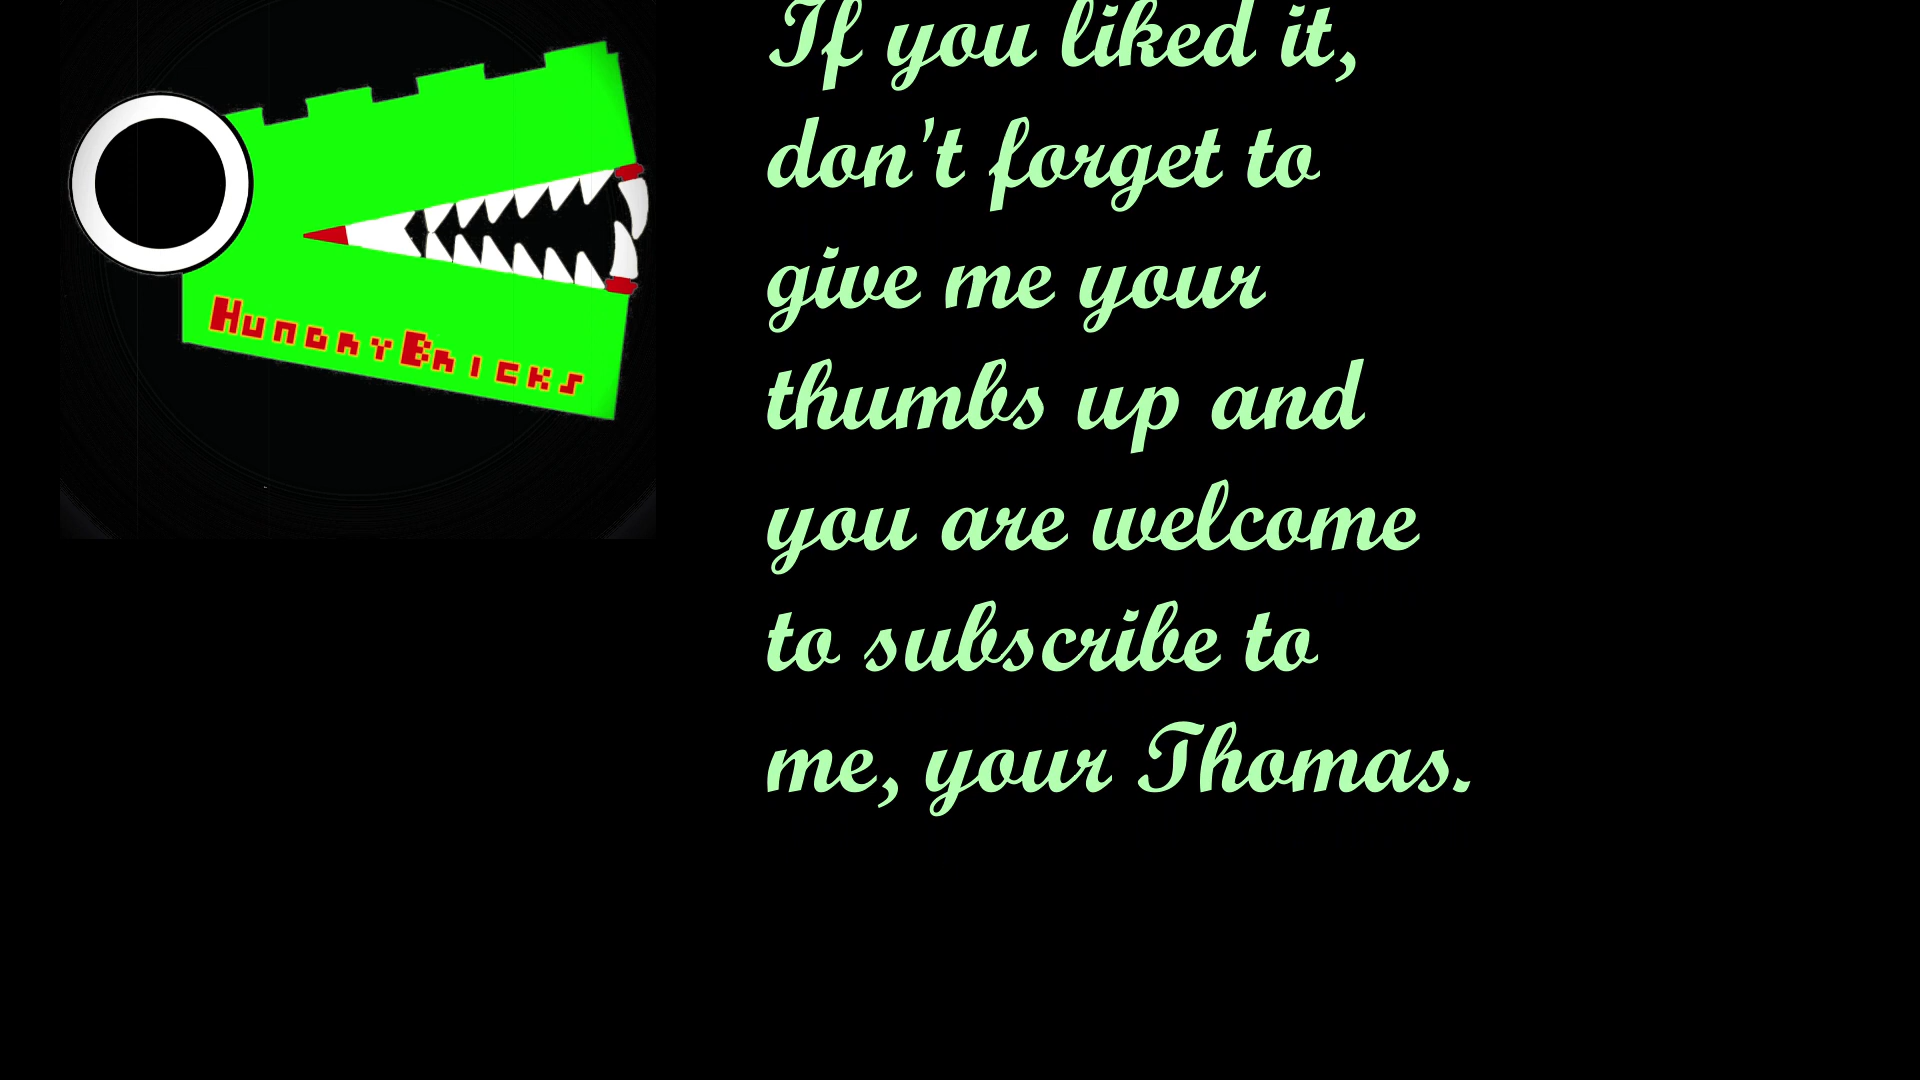 HungryBricks
If you liked it,
don't forget to
give me your
thumbs up and
you are welcome
to subscribe to
me, your Thomas.